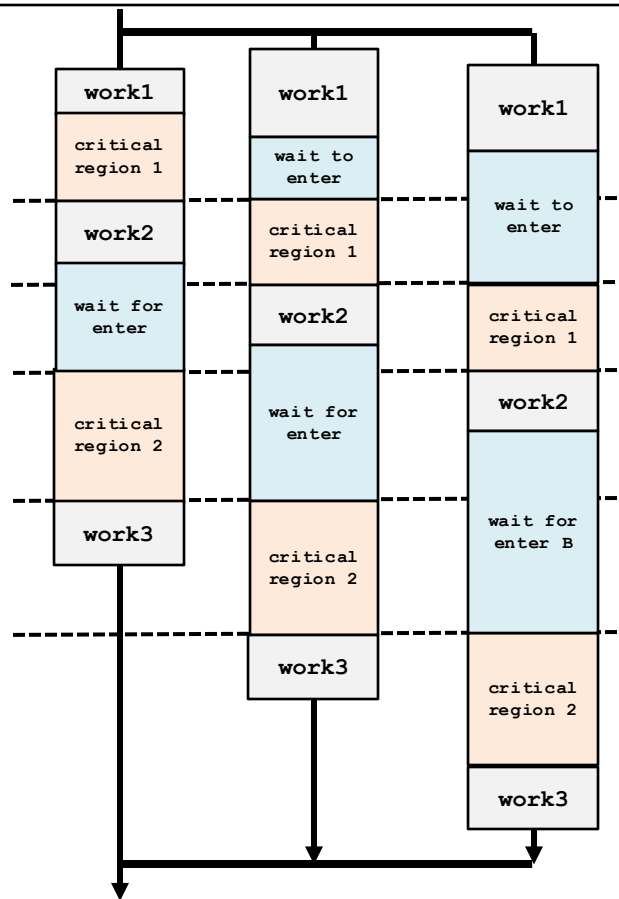 work1
critical
region 1
work2
wait for
enter
critical
region 2
work3
work1
wait to
enter
critical
region 1
work2
wait for
enter
critical
region 2
work3
work1
wait to
enter
critical
region 1
work2
wait for
enter B
critical
region 2
work3